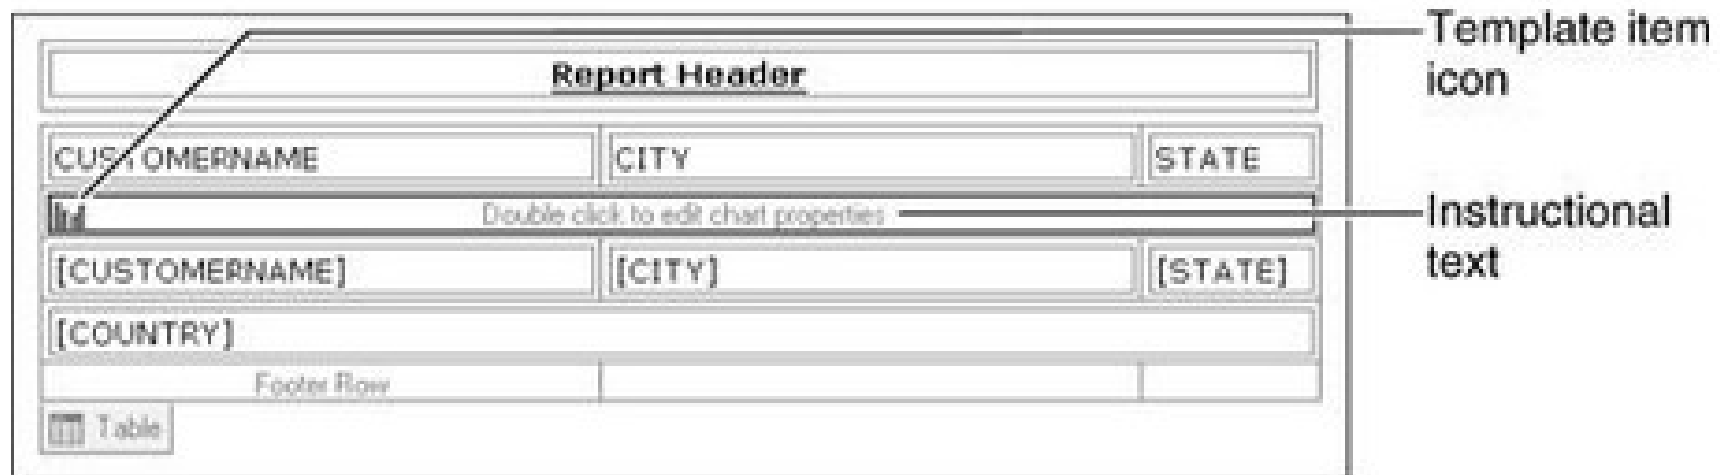 Template item
icon
Report Header
CUSTOMERNAME CITY STATE
Double click to edit chart properties
Instructional
text
[CUSTOMERNAME] [CITY] [STATE]
[COUNTRY]
Footer Row
Table